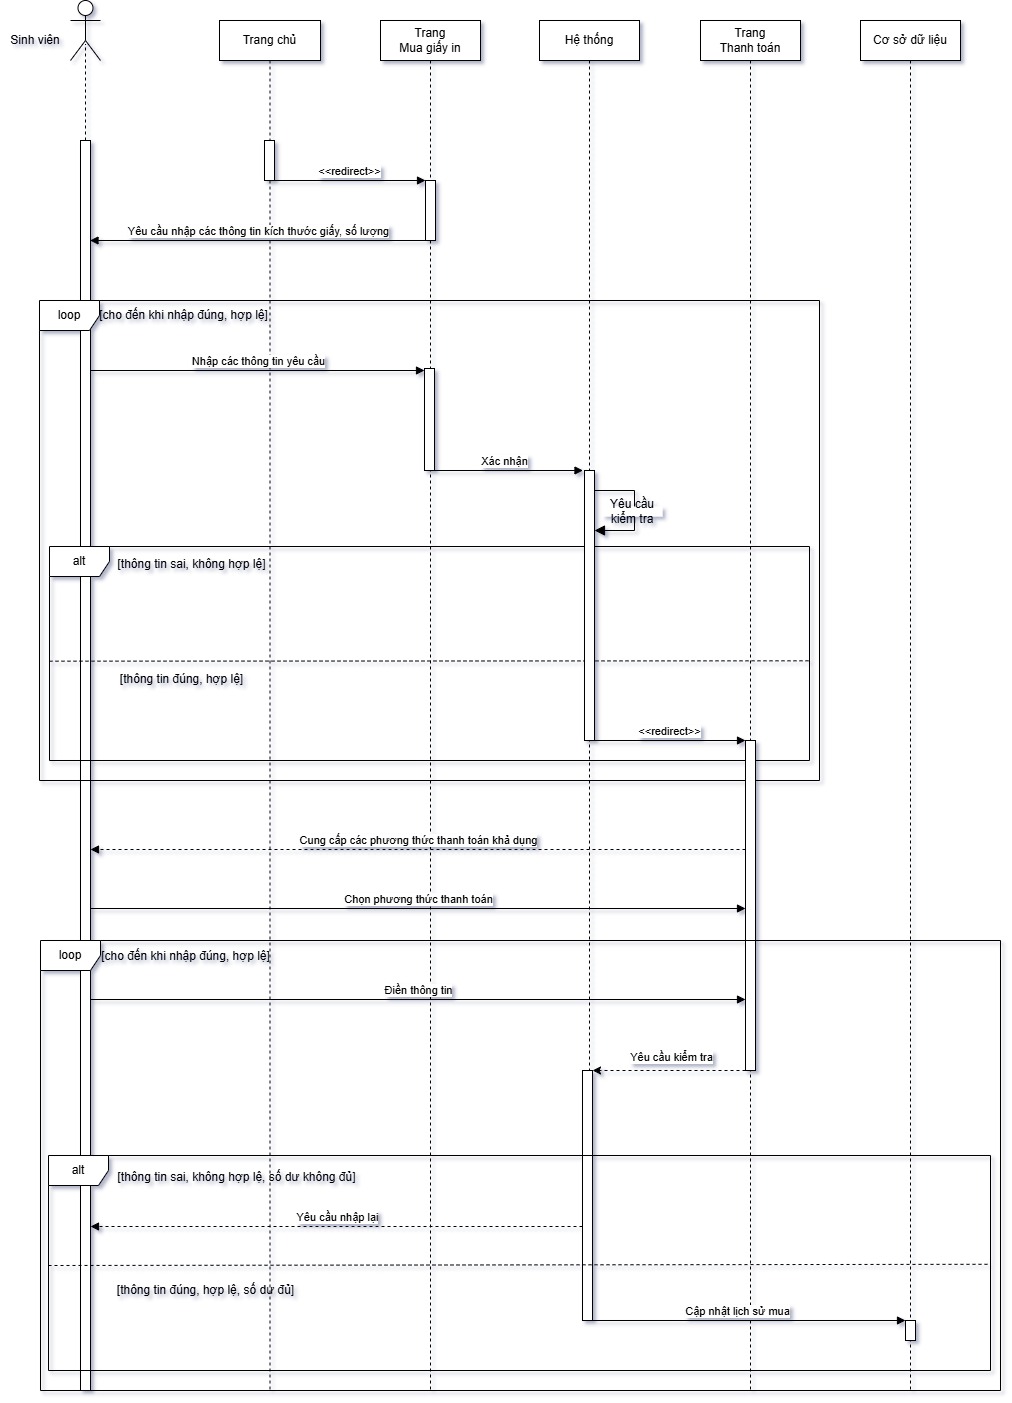 Sinh viên
Trang chủ
Trang
Mua giấy in
Hệ thống
Trang
Thanh toán
Cơ sở dữ liệu
<<redirect>>
Yêu cầu nhập các thông tin kích thước giấy, số lượng
loop
[cho đến khi nhập đúng, hợp lệ]
Nhập các thông tin yêu cầu
Xác nhận
Yêu cầu
kiểm tra
alt
[thông tin sai, không hợp lệ]
[thông tin đúng, hợp lệ]
<<redirect>>
Cung cấp các phương thức thanh toán khả dụng
Chọn phương thức thanh toán
loop
[cho đến khi nhập đúng, hợp lệ]
Điền thông tin
Yêu cầu kiểm tra
alt
[thông tin sai, không hợp lệ, số dư không đủ]
Yêu cầu nhập lại
[thông tin đúng, hợp lệ, số dư đủ]
Cập nhật lịch sử mua